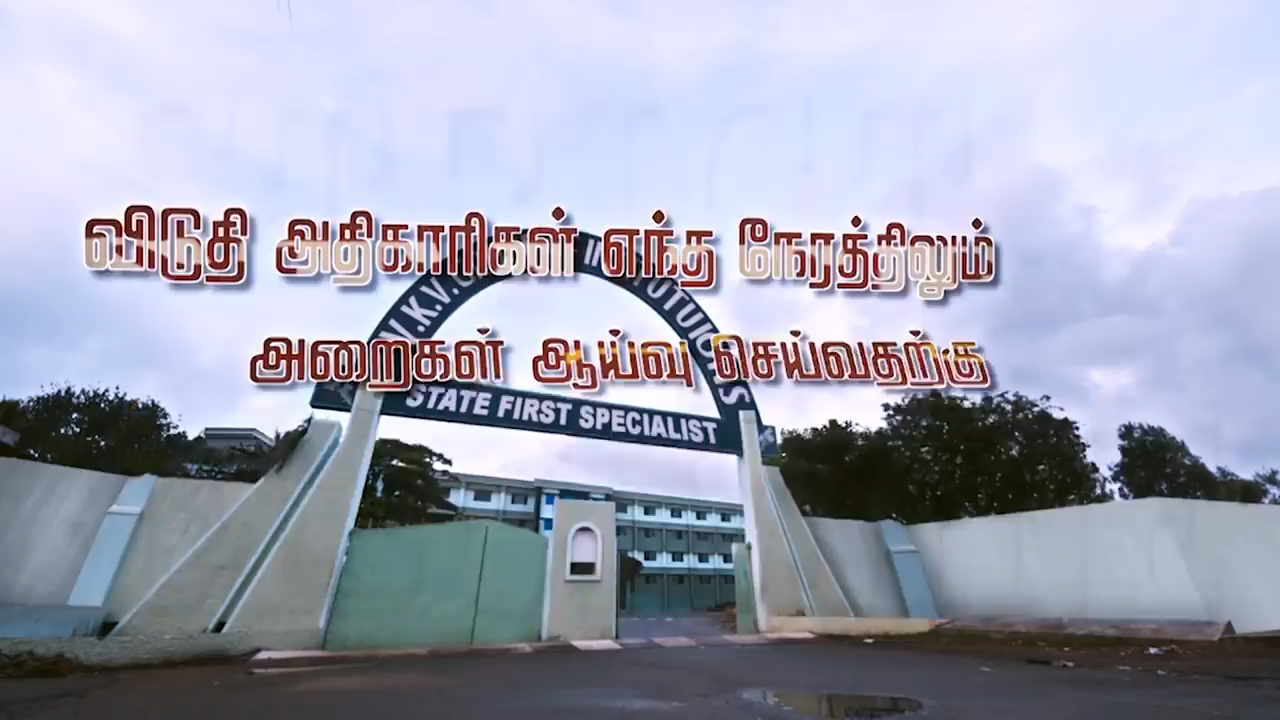 விடுதி அதிகாரிகள் எந்த நேரத்திலும்
அறைகள் ஆய்வு செய்வதற்கு
STATE FIRST SPECIALIST